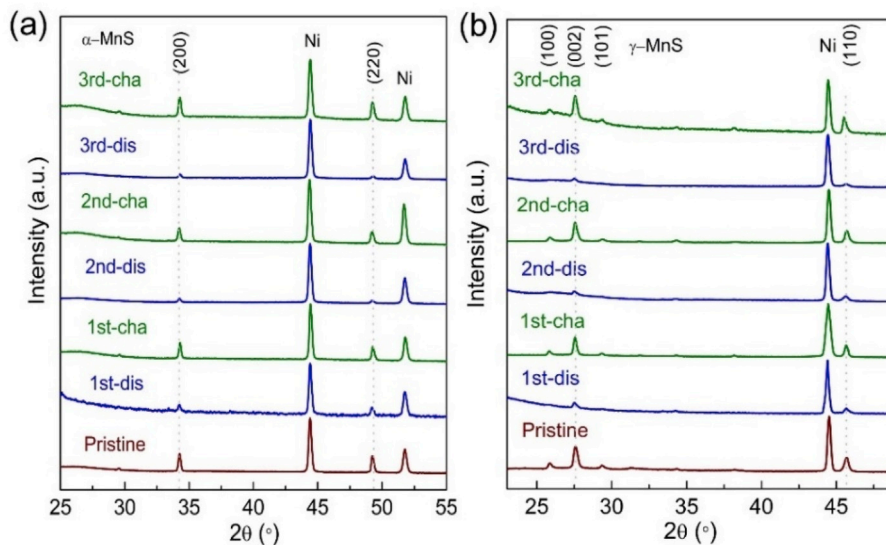 (a)
α–MnS
(200)
Ni
(220)
Ni
3rd-cha
3rd-dis
2nd-cha
2nd-dis
1st-cha
1st-dis
Pristine
Intensity (a.u.)
25 30 35 40 45 50 55
2θ (°)
(b)
(100)
(002)
(101)
γ–MnS
Ni
(110)
3rd-cha
3rd-dis
2nd-cha
2nd-dis
1st-cha
1st-dis
Pristine
Intensity (a.u.)
25 30 35 40 45
2θ (°)